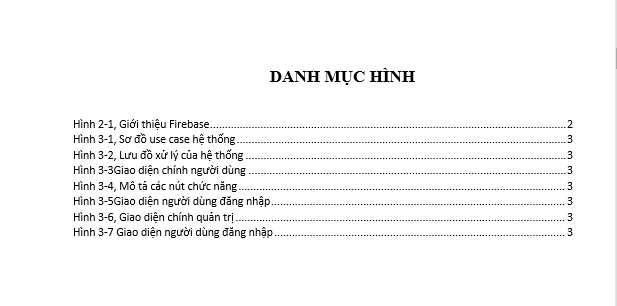 DANH MỤC HÌNH
Hình 2-1, Giới thiệu Firebase 2
Hình 3-1, Sơ đồ use case hệ thống 3
Hình 3-2, Lưu đồ xử lý của hệ thống 3
Hình 3-3Giao diện chính người dùng 3
Hình 3-4, Mô tả các nút chức năng 3
Hình 3-5Giao diện người dùng đăng nhập 3
Hình 3-6, Giao diện chính quản trị 3
Hình 3-7 Giao diện người dùng đăng nhập 3